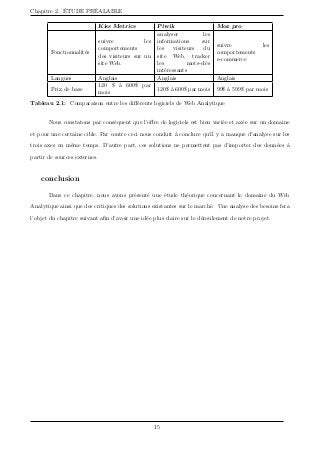 Chapitre 2. ÉTUDE PRÉALABLE
Kiss Metrics Piwik Moz pro
Fonctionnalités
suivre les
comportements
des visiteurs sur un
site Web.
analyser les
informations sur
les visiteurs du
site Web, tracker
les mots-clés
intéressants
suivre les
comportements
e-commerce
Langues Anglais Anglais Anglais
Prix de base
120 $ à 600$ par
mois
120$ à 600$ par mois
99$ à 599$ par mois
Tableau 2.1: Comparaison entre les différents logiciels de Web Analytique
Nous constatons par conséquent que l'offre de logiciels est bien variée et axée sur un domaine
et pour une certaine cible. Par contre ceci nous conduit à conclure qu'il y a manque d'analyse sur les
trois axes en même temps. D'autre part, ces solutions ne permettent pas d'importer des données à
partir de sources externes.
conclusion
Dans ce chapitre, nous avons présenté une étude théorique concernant le domaine du Web
Analytique ainsi que des critiques des solutions existantes sur le marché. Une analyse des besoins fera
l'objet du chapitre suivant afin d'avoir une idée plus claire sur le déroulement de notre projet.
15